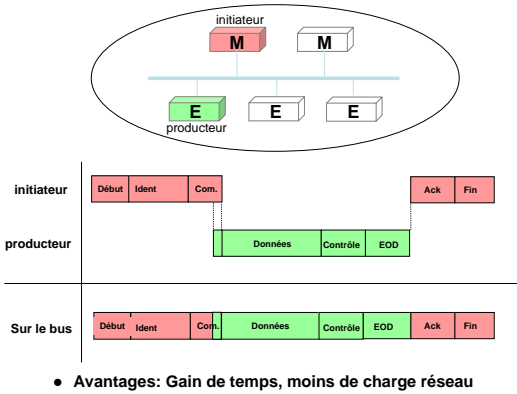 initiateur
M M
E E E
producteur
initiateur Début Ident Com. Ack Fin
producteur Données Contrôle EOD
Sur le bus Début Ident Com. Données Contrôle EOD Ack Fin
● Avantages: Gain de temps, moins de charge réseau